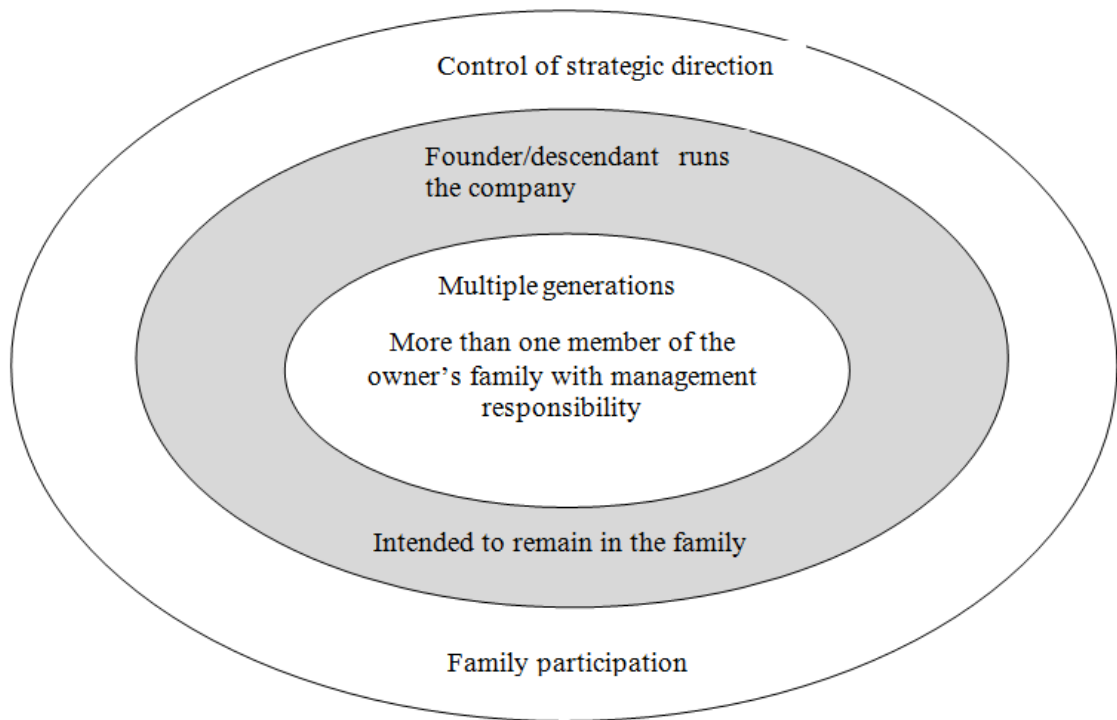 Control of strategic direction
Founder/descendant runs
the company
Multiple generations
More than one member of the
owner’s family with management
responsibility
Intended to remain in the family
Family participation